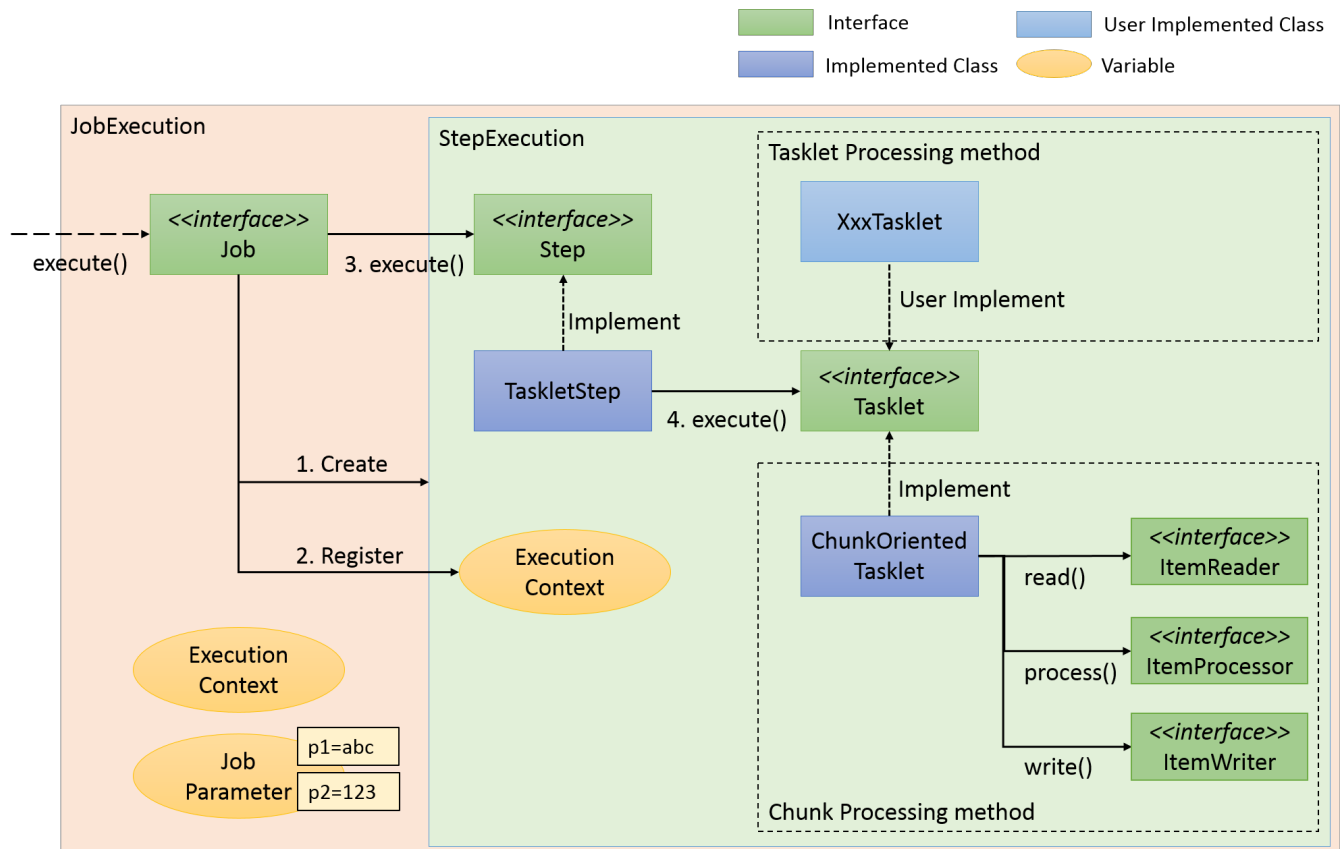 Interface
User Implemented Class
Implemented Class
Variable
JobExecution
StepExecution
Tasklet Processing method
<<interface>>
Job
execute()
3. execute()
<<interface>>
Step
XxxTasklet
User Implement
Implement
TaskletStep
4. execute()
<<interface>>
Tasklet
1. Create
2. Register
Execution
Context
Implement
ChunkOriented
Tasklet
read()
<<interface>>
ItemReader
process()
<<interface>>
ItemProcessor
write()
<<interface>>
ItemWriter
Chunk Processing method
Execution
Context
Job
Parameter
p1=abc
p2=123